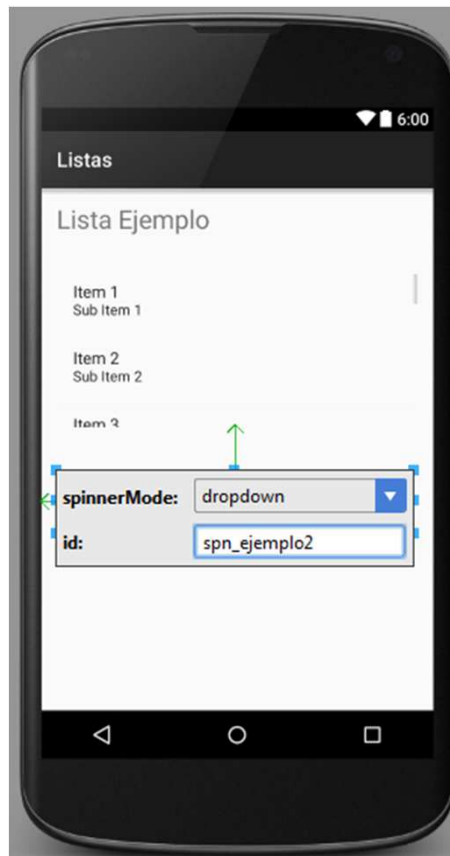 6:00
Listas
Lista Ejemplo
Item 1
Sub Item 1
Item 2
Sub Item 2
Item 3
spinnerMode: dropdown
id: spn_ejemplo2